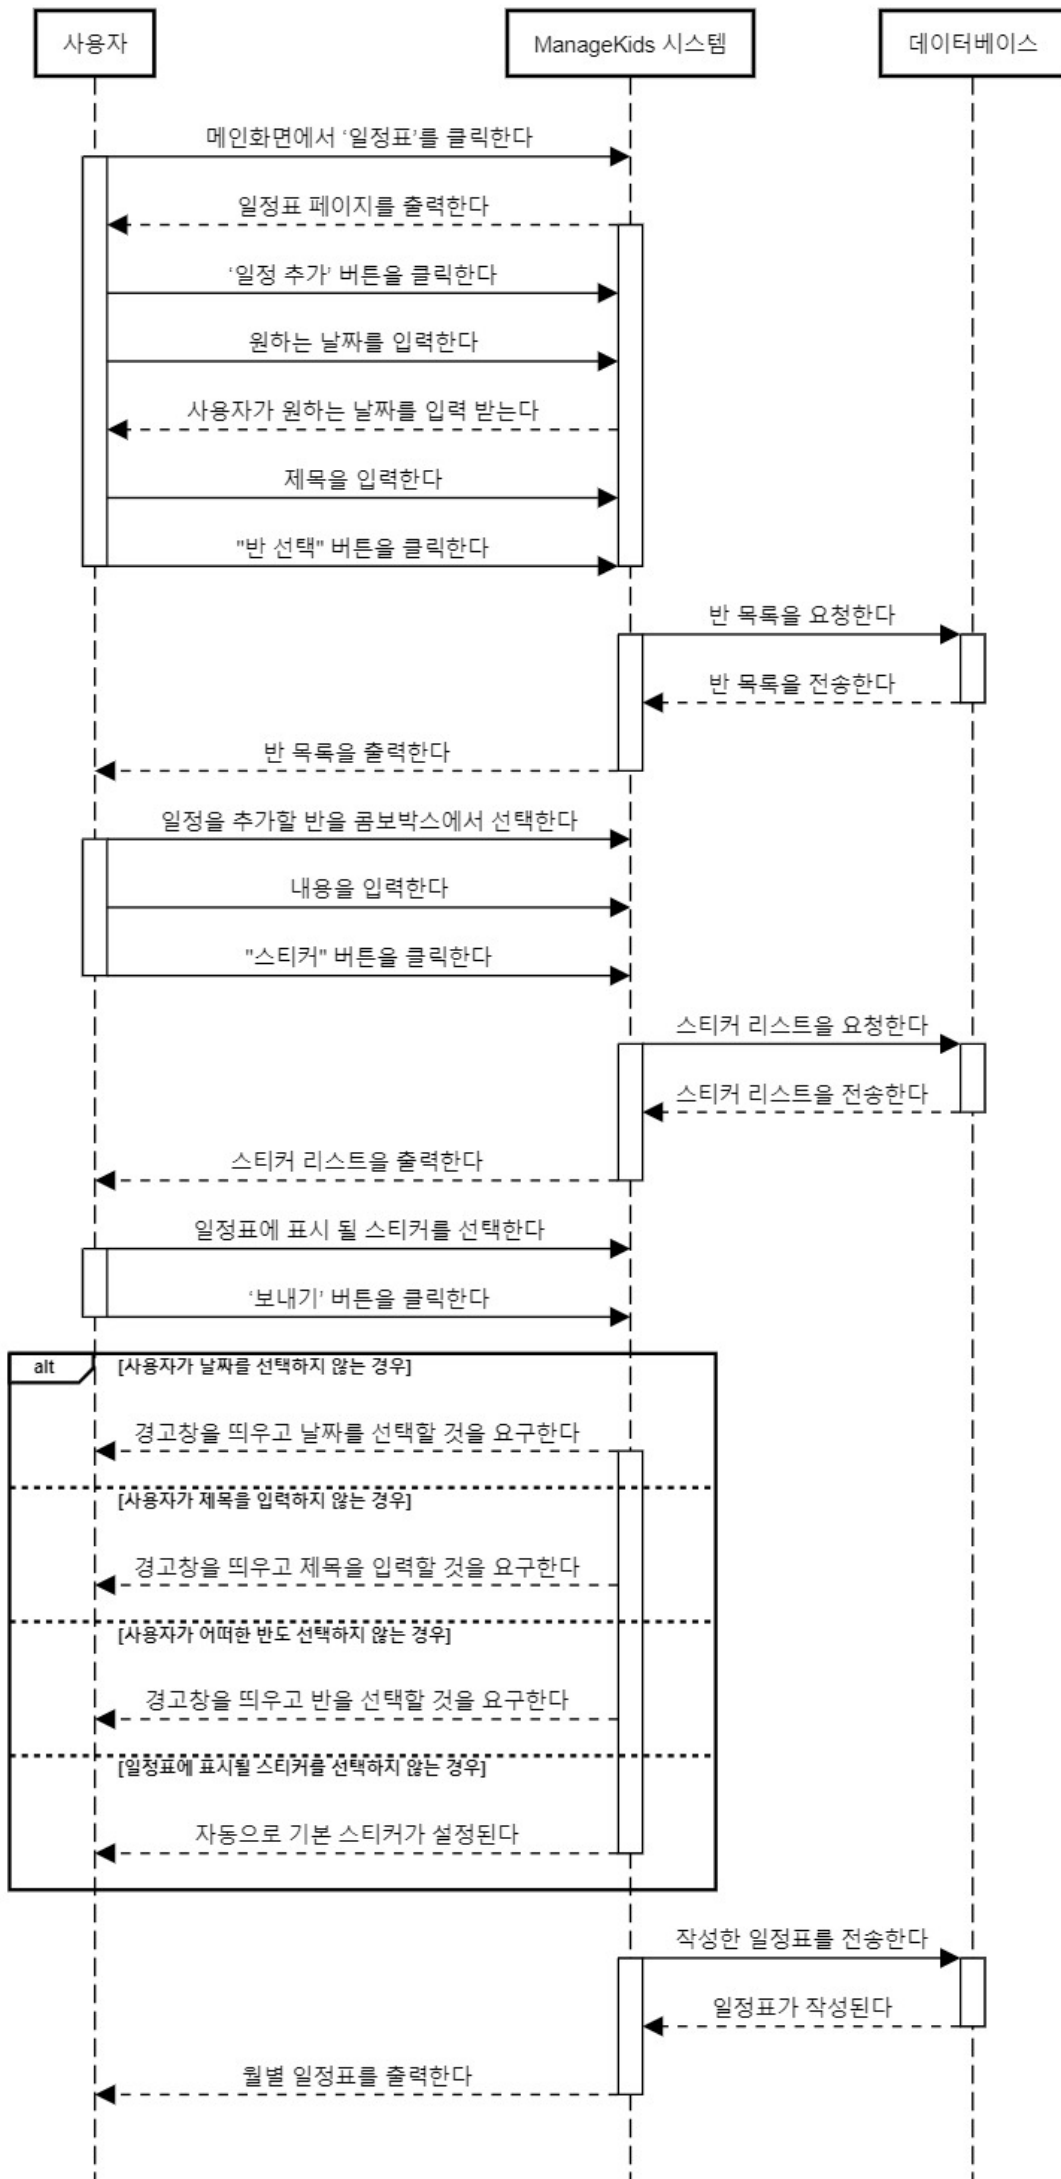 사용자
ManageKids 시스템
데이터베이스
메인화면에서 ‘일정표’를 클릭한다
일정표 페이지를 출력한다
‘일정 추가’ 버튼을 클릭한다
원하는 날짜를 입력한다
사용자가 원하는 날짜를 입력 받는다
제목을 입력한다
"반 선택" 버튼을 클릭한다
반 목록을 요청한다
반 목록을 전송한다
반 목록을 출력한다
일정을 추가할 반을 콤보박스에서 선택한다
내용을 입력한다
"스티커" 버튼을 클릭한다
스티커 리스트을 요청한다
스티커 리스트을 전송한다
스티커 리스트을 출력한다
일정표에 표시 될 스티커를 선택한다
‘보내기’ 버튼을 클릭한다
alt
[사용자가 날짜를 선택하지 않는 경우]
경고창을 띄우고 날짜를 선택할 것을 요구한다
[사용자가 제목을 입력하지 않는 경우]
경고창을 띄우고 제목을 입력할 것을 요구한다
[사용자가 어떠한 반도 선택하지 않는 경우]
경고창을 띄우고 반을 선택할 것을 요구한다
[일정표에 표시될 스티커를 선택하지 않는 경우]
자동으로 기본 스티커가 설정된다
작성한 일정표를 전송한다
일정표가 작성된다
월별 일정표를 출력한다